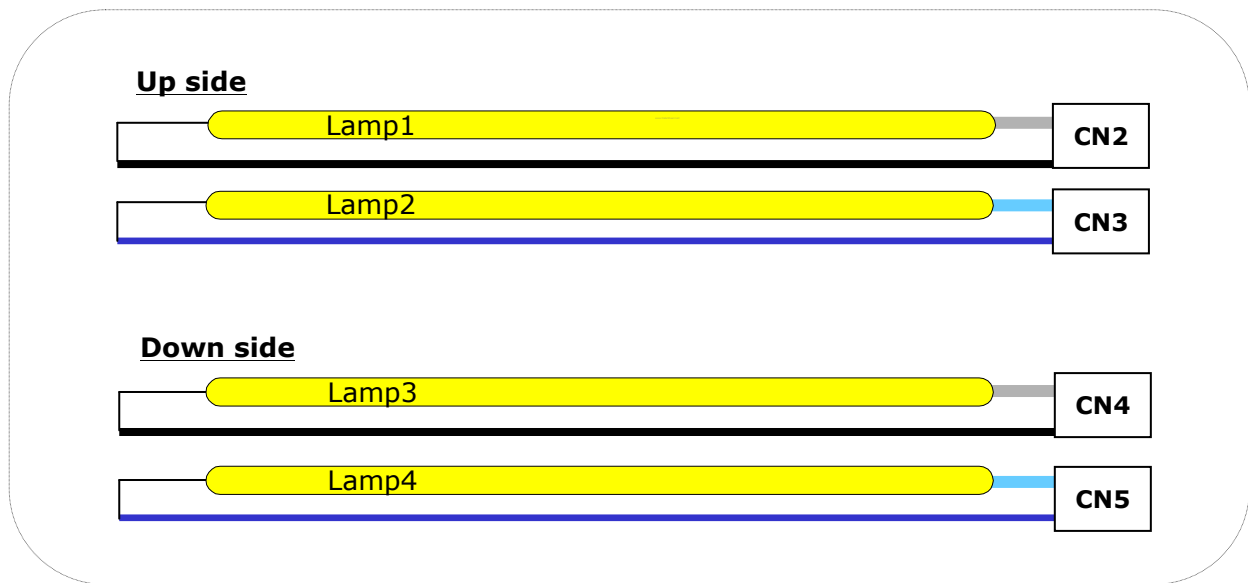 Up side
Lamp1
CN2
Lamp2
CN3
Down side
Lamp3
CN4
Lamp4
CN5